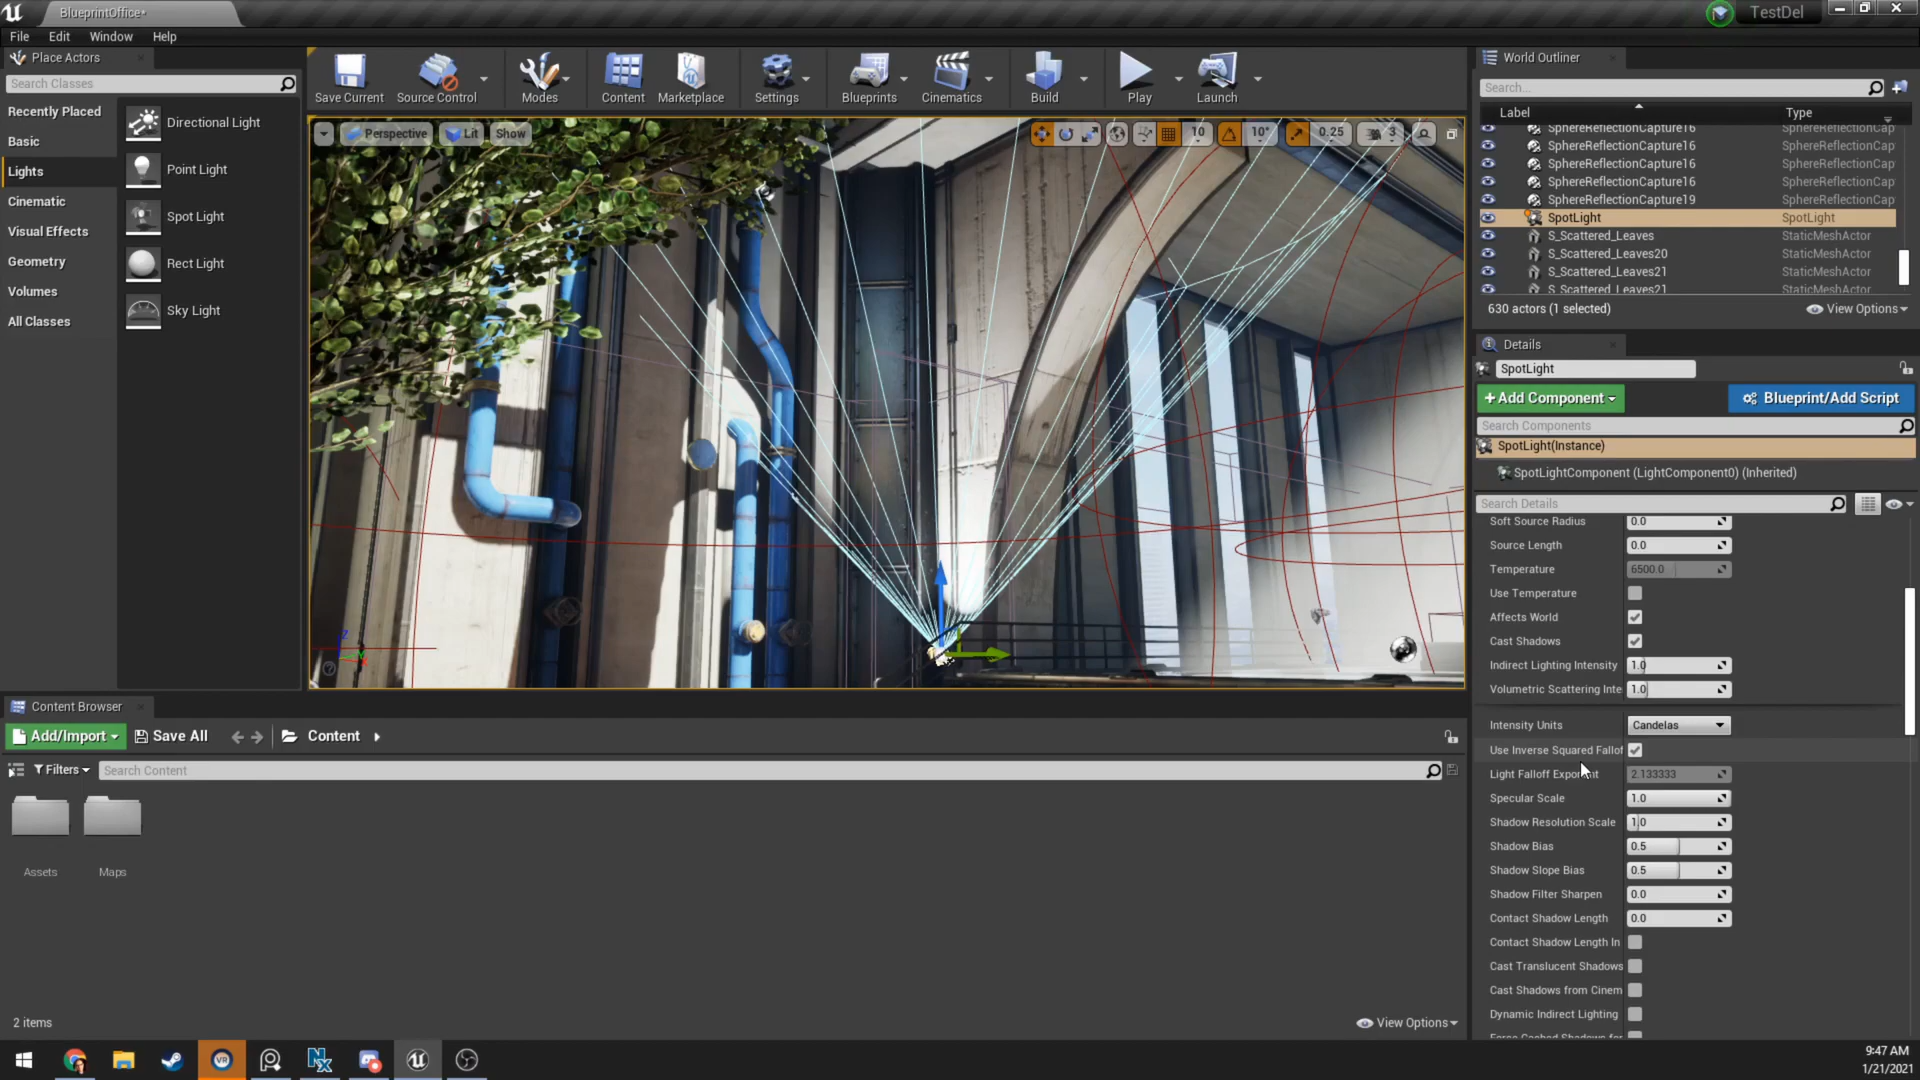 BlueprintOffice*
TestDel
File Edit Window Help
Place Actors
Search Classes
Recently Placed
Basic
Lights
Cinematic
Visual Effects
Geometry
Volumes
All Classes
Directional Light
Point Light
Spot Light
Rect Light
Sky Light
Save Current Source Control Modes Content Marketplace Settings Blueprints Cinematics Build Play Launch
Perspective Lit Show
10 10° 0.25 3
World Outliner
Search...
Label Type
SphereReflectionCapture16 SphereReflectionCap
SphereReflectionCapture16 SphereReflectionCap
SphereReflectionCapture16 SphereReflectionCap
SphereReflectionCapture16 SphereReflectionCap
SphereReflectionCapture19 SphereReflectionCap
SpotLight SpotLight
S_Scattered_Leaves StaticMeshActor
S_Scattered_Leaves20 StaticMeshActor
S_Scattered_Leaves21 StaticMeshActor
S_Scattered_Leaves21 StaticMeshActor
630 actors (1 selected) View Options
Details
SpotLight
+Add Component Blueprint/Add Script
Search Components
SpotLight(Instance)
SpotLightComponent (LightComponent0) (Inherited)
Search Details
Soft Source Radius 0.0
Source Length 0.0
Temperature 6500.0
Use Temperature
Affects World
Cast Shadows
Indirect Lighting Intensity 1.0
Volumetric Scattering Inte 1.0
Intensity Units Candelas
Use Inverse Squared Fallof
Light Falloff Exponent 2.133333
Specular Scale 1.0
Shadow Resolution Scale 1.0
Shadow Bias 0.5
Shadow Slope Bias 0.5
Shadow Filter Sharpen 0.0
Contact Shadow Length 0.0
Contact Shadow Length In
Cast Translucent Shadows
Cast Shadows from Cinem
Dynamic Indirect Lighting
Force Cached Shadows for
Content Browser
Add/Import Save All Content
Filters Search Content
Assets Maps
2 items View Options
Z Y X
VR
9:47 AM
1/21/2021